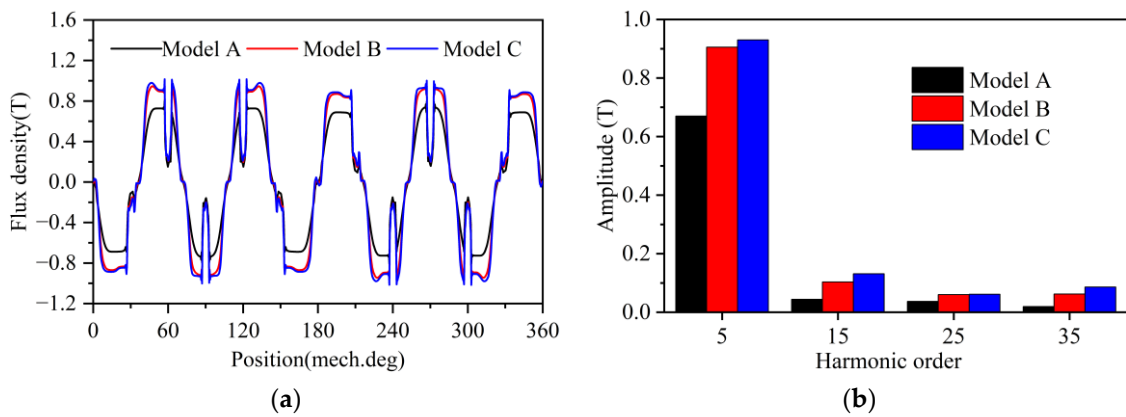 1.6
1.2
0.8
0.4
0.0
−0.4
−0.8
−1.2
Flux density(T)
Model A
Model B
Model C
0
60
120
180
240
300
360
Position(mech.deg)
(a)
1.0
0.8
0.6
0.4
0.2
0.0
Amplitude (T)
Model A
Model B
Model C
5
15
25
35
Harmonic order
(b)